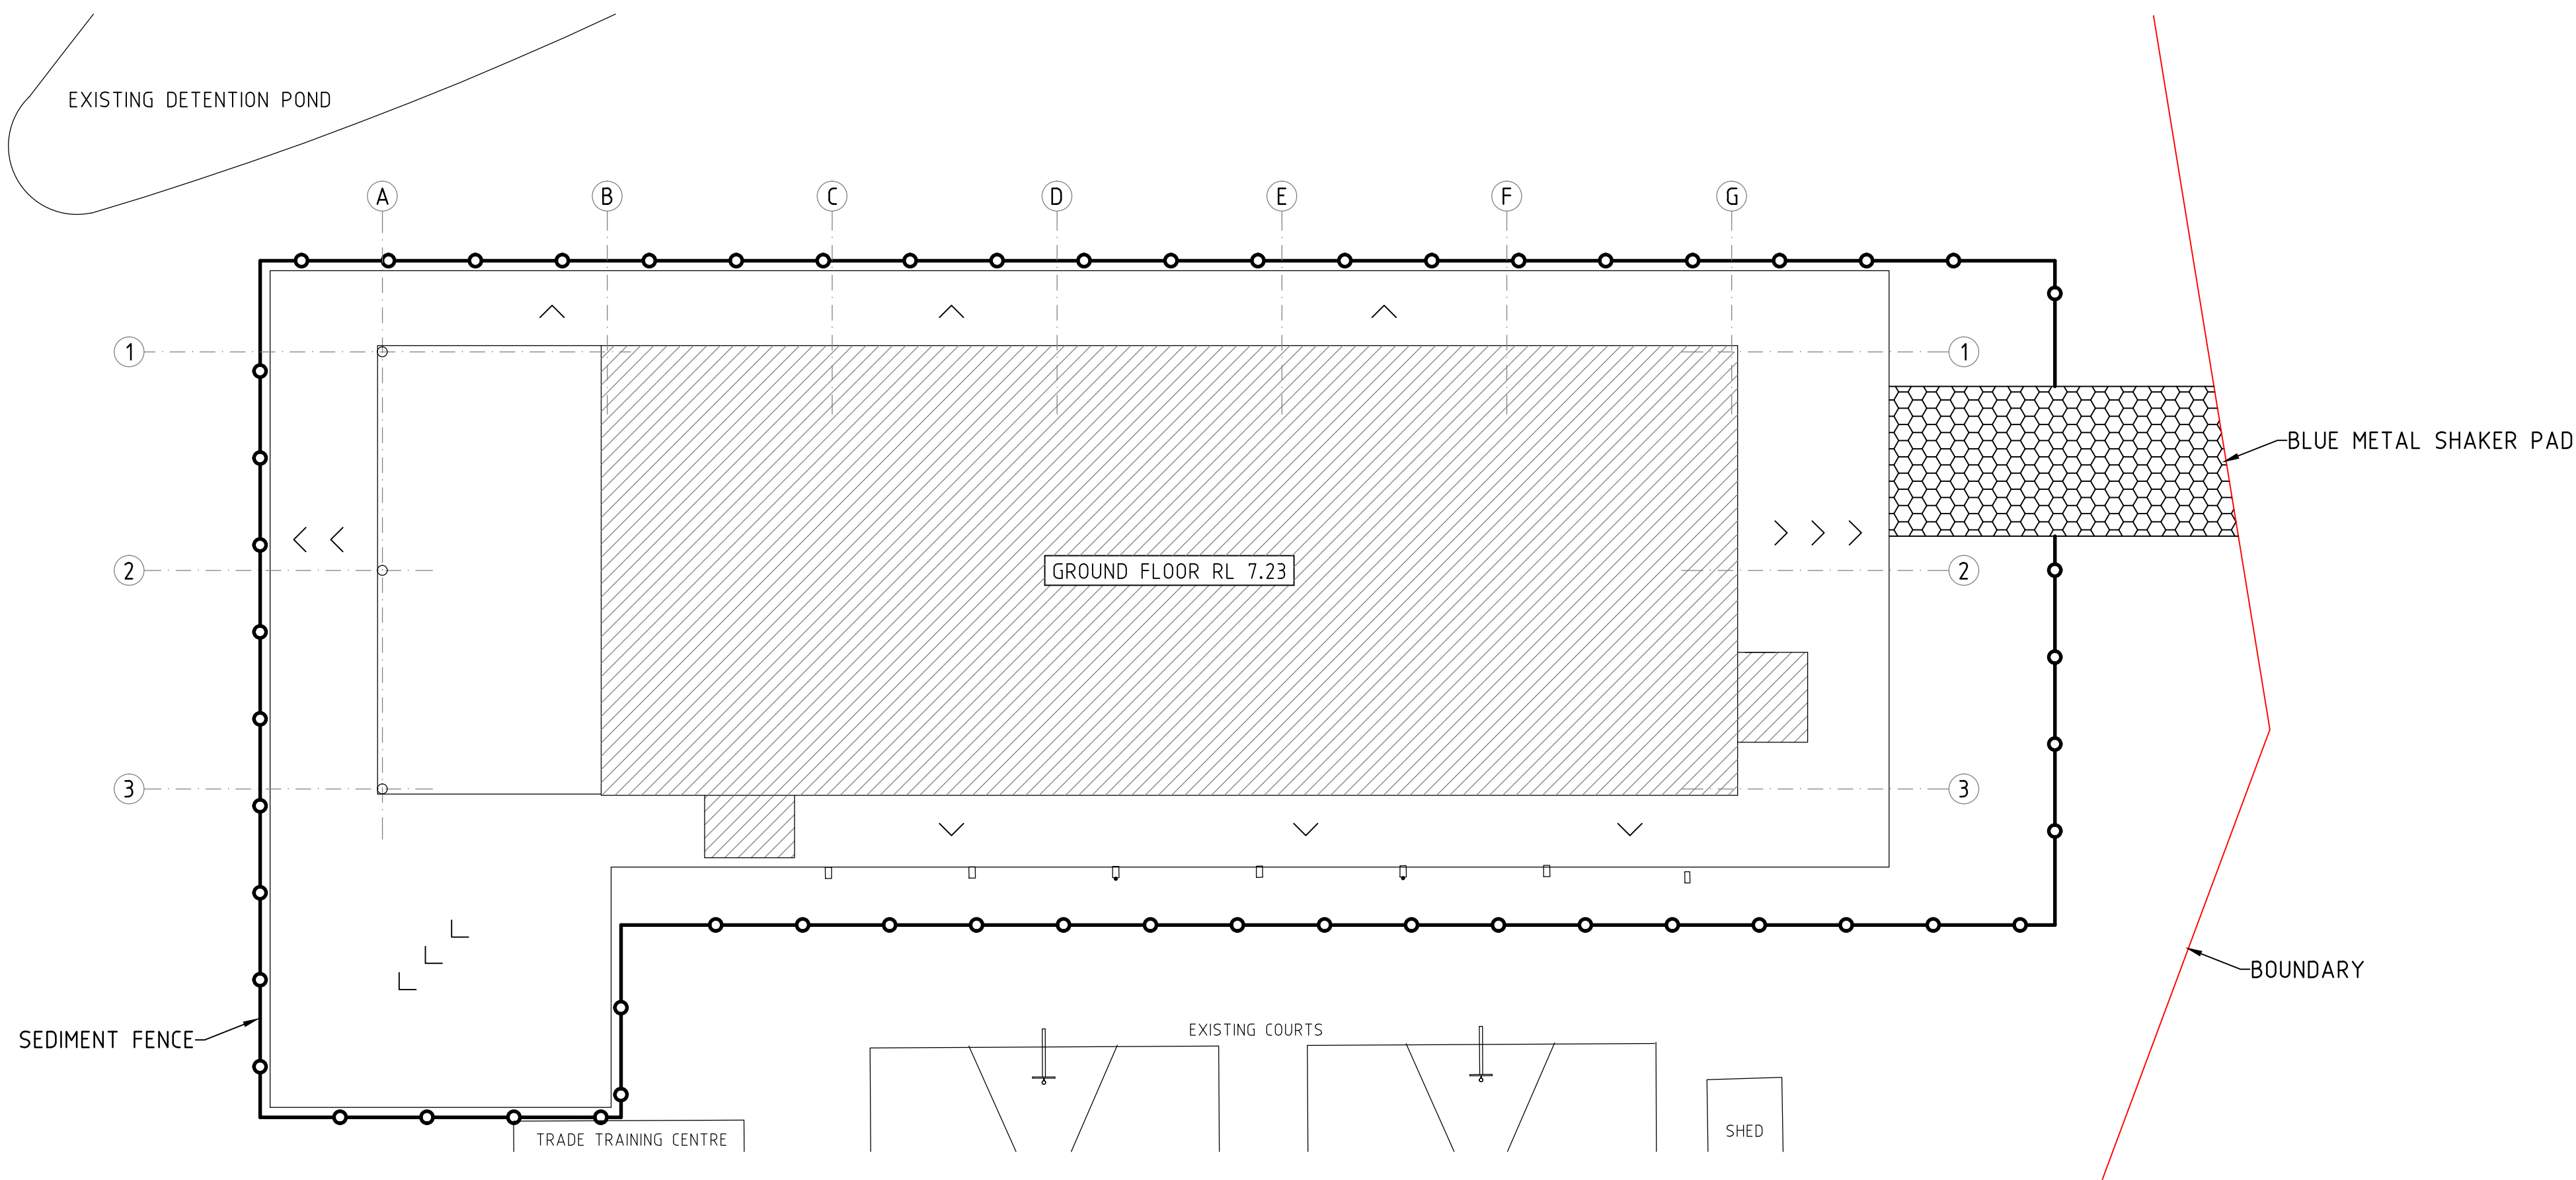 EXISTING DETENTION POND
A B C D E F G
1 1
BLUE METAL SHAKER PAD
2 GROUND FLOOR RL 7.23 2
3 3
BOUNDARY
SEDIMENT FENCE
EXISTING COURTS
TRADE TRAINING CENTRE
SHED